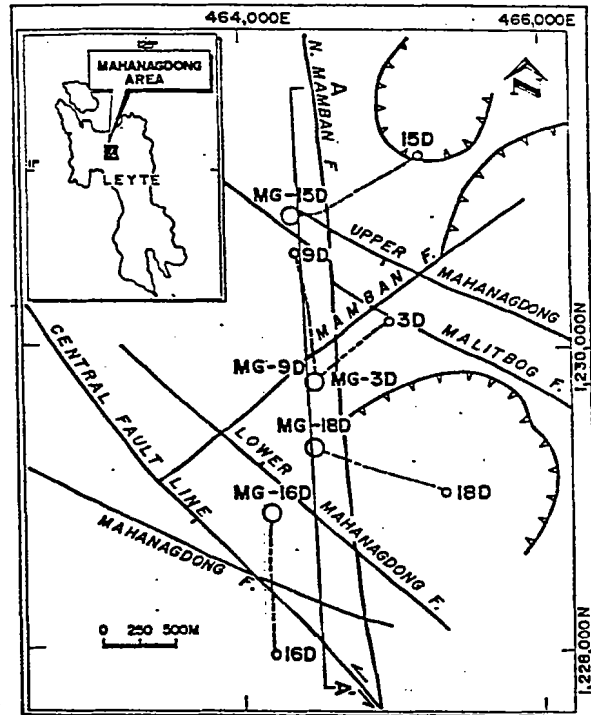 464,000E
466,000E
MAHANAGDONG
AREA
LEYTE
N. MAMBAN F.
A
15D
MG-15D
9D
UPPER
MAHANAGDONG
MAMBAN F.
3D
MALITBOG F.
1,230,000N
MG-9D
MG-3D
MG-18D
CENTRAL FAULT LINE
LOWER
MAHANAGDONG F.
MG-16D
18D
MAHANAGDONG F.
0 250 500M
16D
A'
1,228,000N